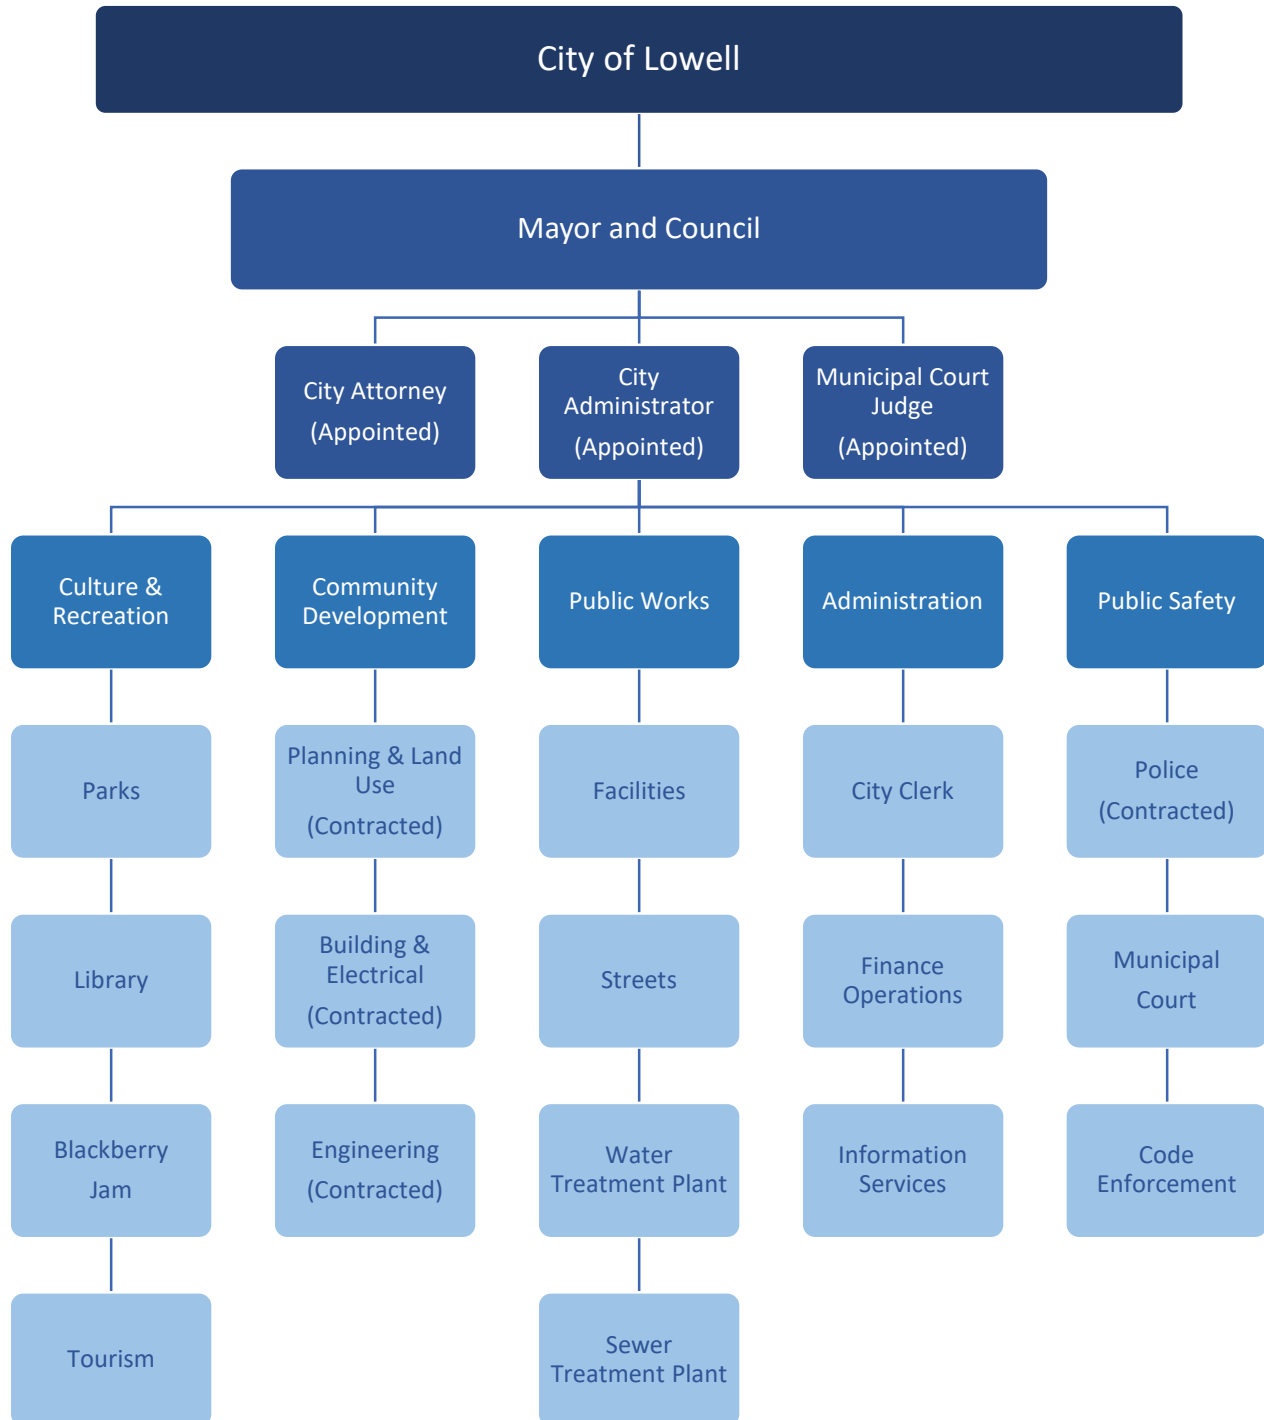 City of Lowell
Mayor and Council
City Attorney
(Appointed)
City
Administrator
(Appointed)
Municipal Court
Judge
(Appointed)
Culture &
Recreation
Community
Development
Public Works
Administration
Public Safety
Parks
Planning & Land
Use
(Contracted)
Facilities
City Clerk
Police
(Contracted)
Library
Building &
Electrical
(Contracted)
Streets
Finance
Operations
Municipal
Court
Blackberry
Jam
Engineering
(Contracted)
Water
Treatment Plant
Information
Services
Code
Enforcement
Tourism
Sewer
Treatment Plant